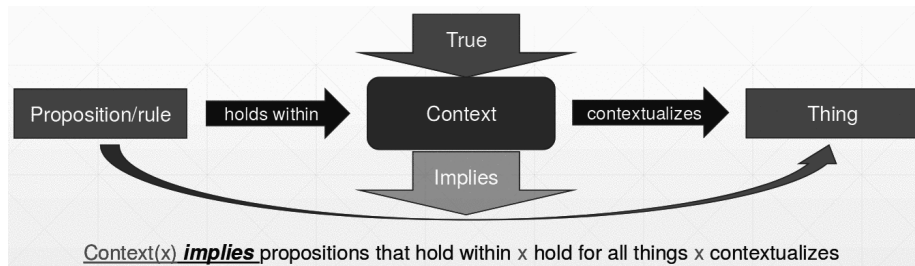 True
Proposition/rule holds within Context contextualizes Thing
Implies
Context(x) implies propositions that hold within x hold for all things x contextualizes